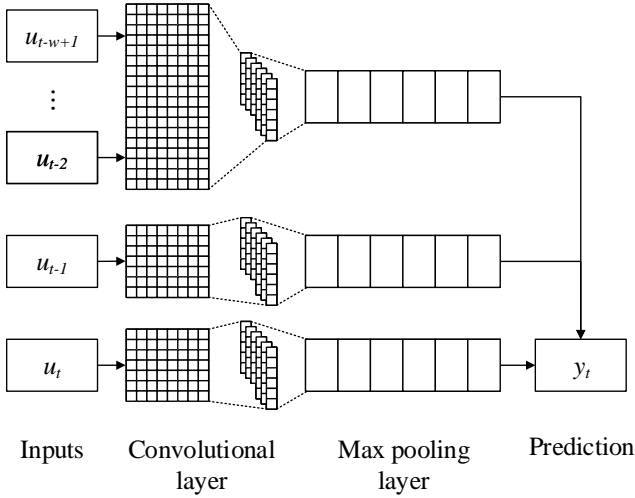 u_{t-w+1}
⋮
u_{t-2}
u_{t-1}
u_t
y_t
Inputs
Convolutional
layer
Max pooling
layer
Prediction